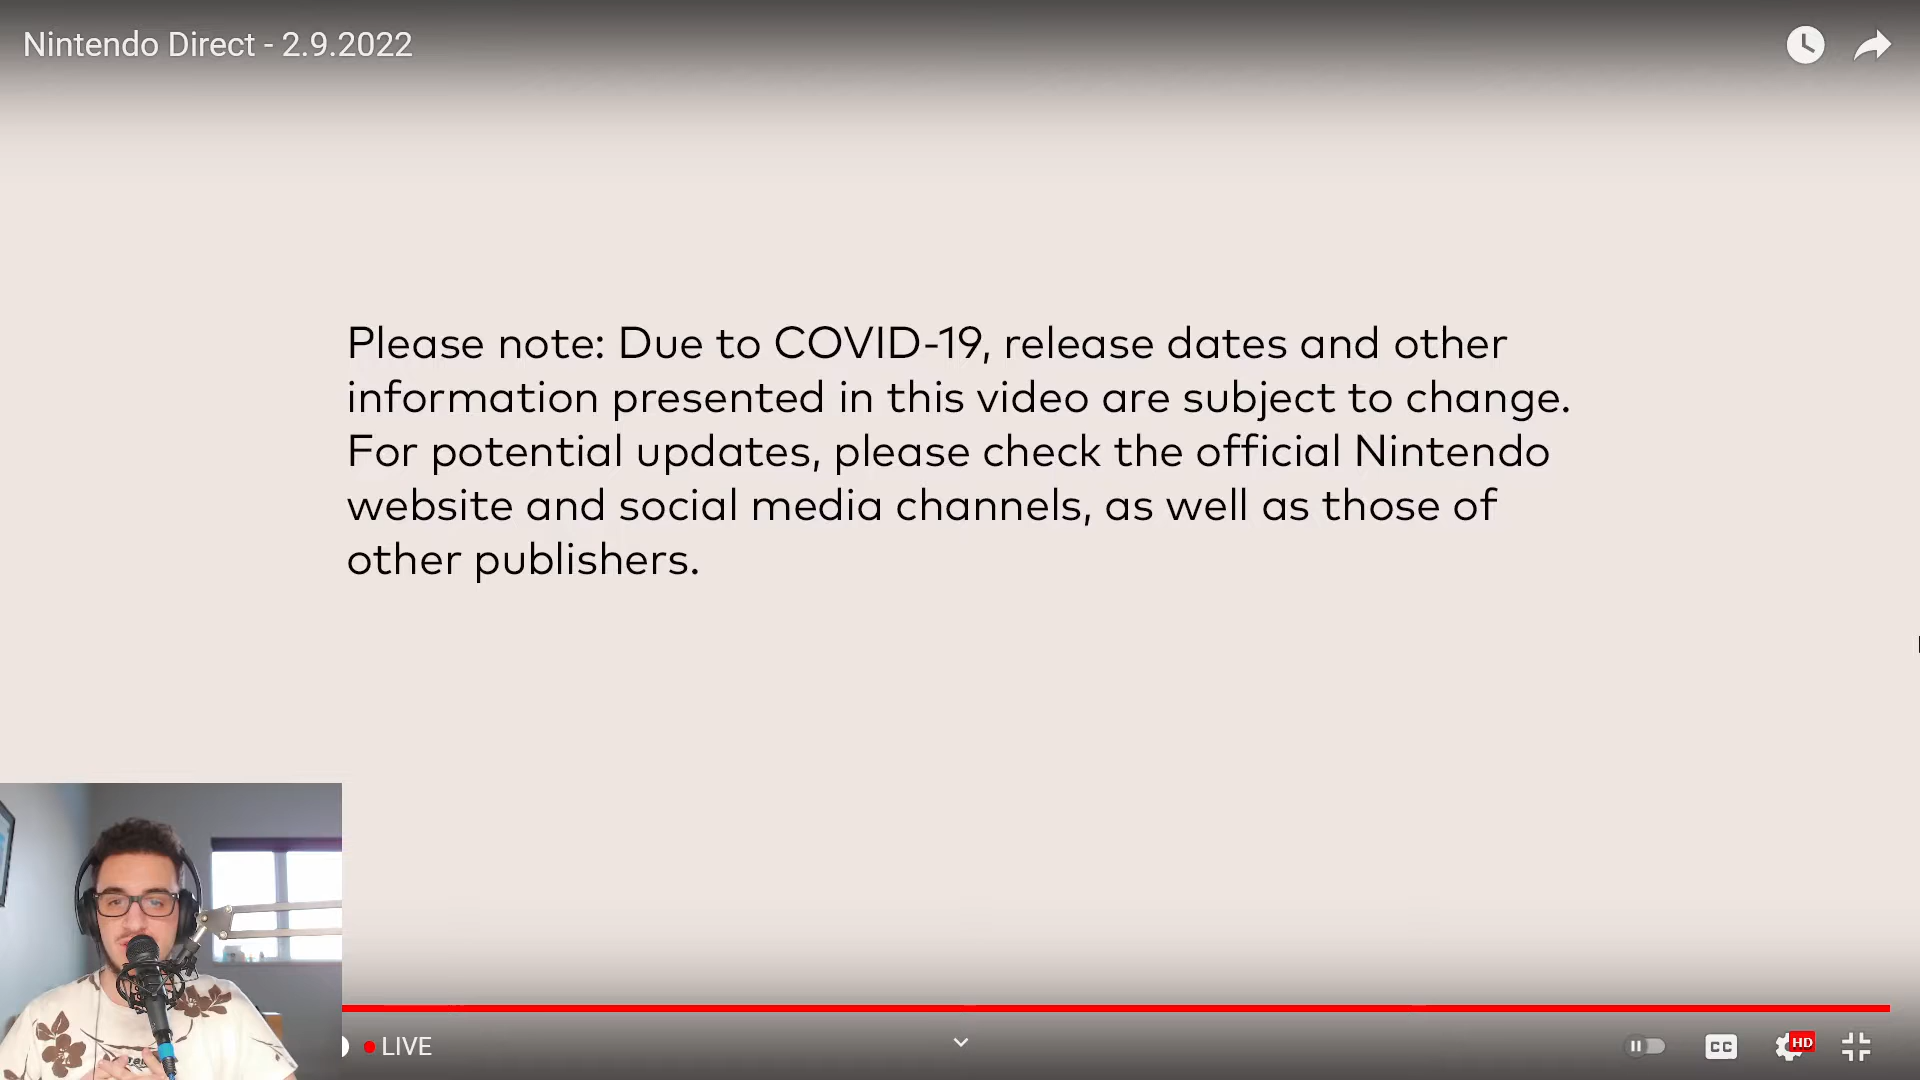 Nintendo Direct - 2.9.2022
Please note: Due to COVID-19, release dates and other
information presented in this video are subject to change.
For potential updates, please check the official Nintendo
website and social media channels, as well as those of
other publishers.
LIVE
CC
HD